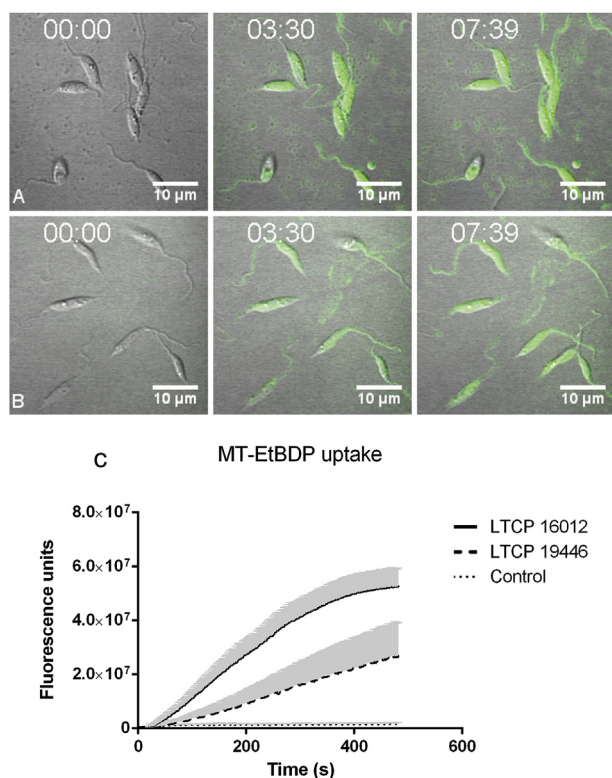 00:00 03:30 07:39
A 10 µm 10 µm 10 µm
00:00 03:30 07:39
B 10 µm 10 µm 10 µm
C MT-EtBDP uptake
8.0×10⁷
6.0×10⁷
4.0×10⁷
2.0×10⁷
0
Fluorescence units
0 200 400 600
Time (s)
LTCP 16012
LTCP 19446
Control